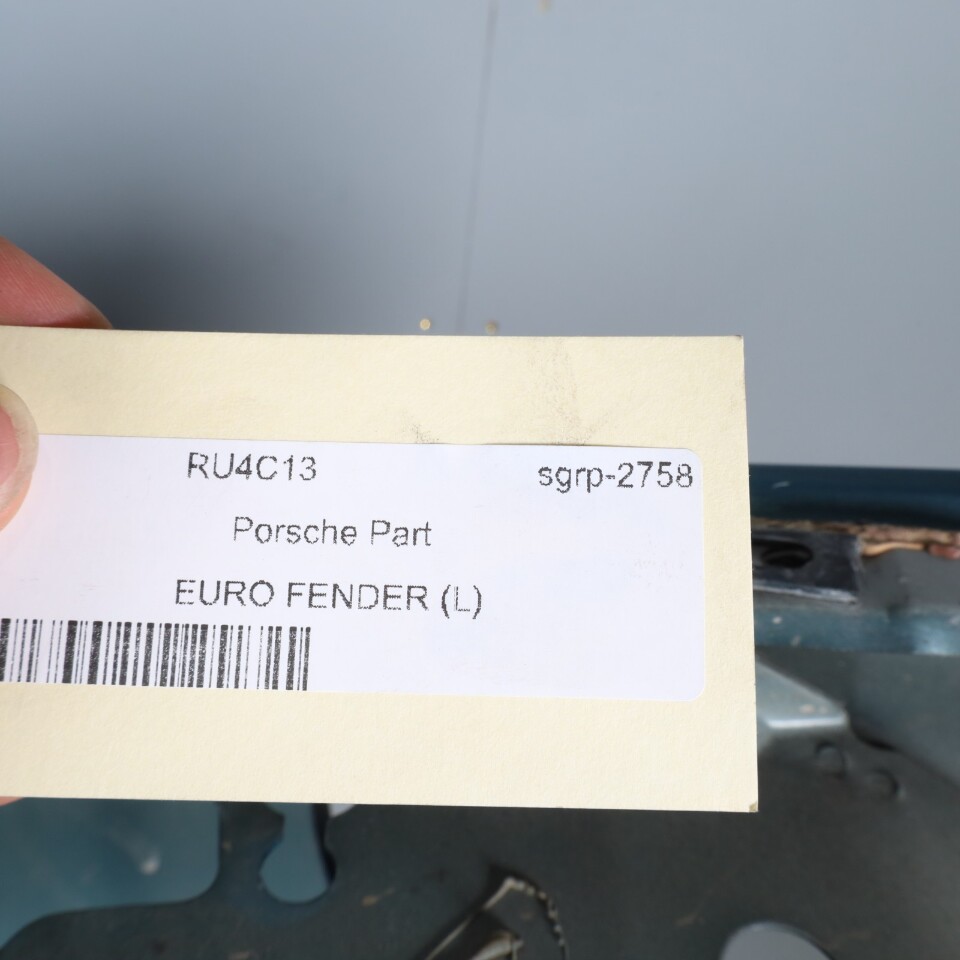 RU4C13 sgrp-2758
Porsche Part
EURO FENDER (L)